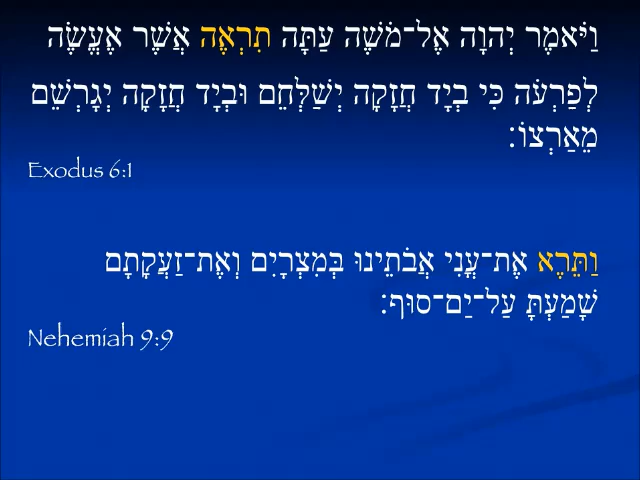 וַיֹּאמֶר יְהוָה אֶל־מֹשֶׁה עַתָּה תִרְאֶה אֲשֶׁר אֶעֱשֶׂה
לְפַרְעֹה כִּי בְיָד חֲזָקָה יְשַׁלְּחֵם וּבְיָד חֲזָקָה יְגָרְשֵׁם
מֵאַרְצוֹ׃
Exodus 6:1
וַתֵּרֶא אֶת־עֳנִי אֲבֹתֵינוּ בְּמִצְרָיִם וְאֶת־זַעֲקָתָם
שָׁמַעְתָּ עַל־יַם־סוּף׃
Nehemiah 9:9